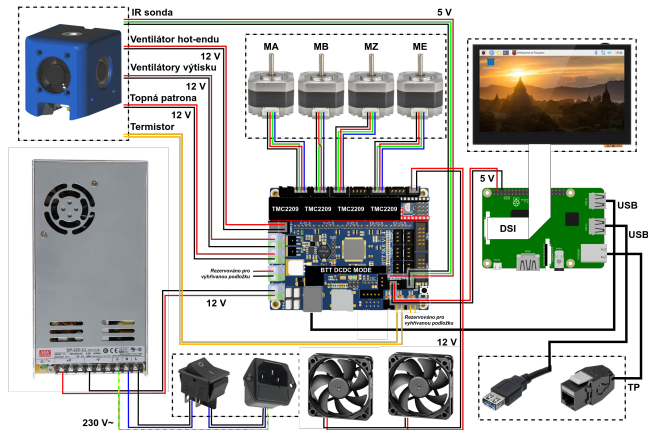 IR sonda
5 V
Ventilátor hot-endu
12 V
Ventilátory výtisku
12 V
Topná patrona
12 V
Termistor
MA
MB
MZ
ME
5 V
DSI
USB
USB
TP
TMC2209
TMC2209
TMC2209
TMC2209
BTT DCDC MODE
Rezervováno pro
vyhřívanou podložku
12 V
Rezervováno pro
vyhřívanou podložku
12 V
230 V~